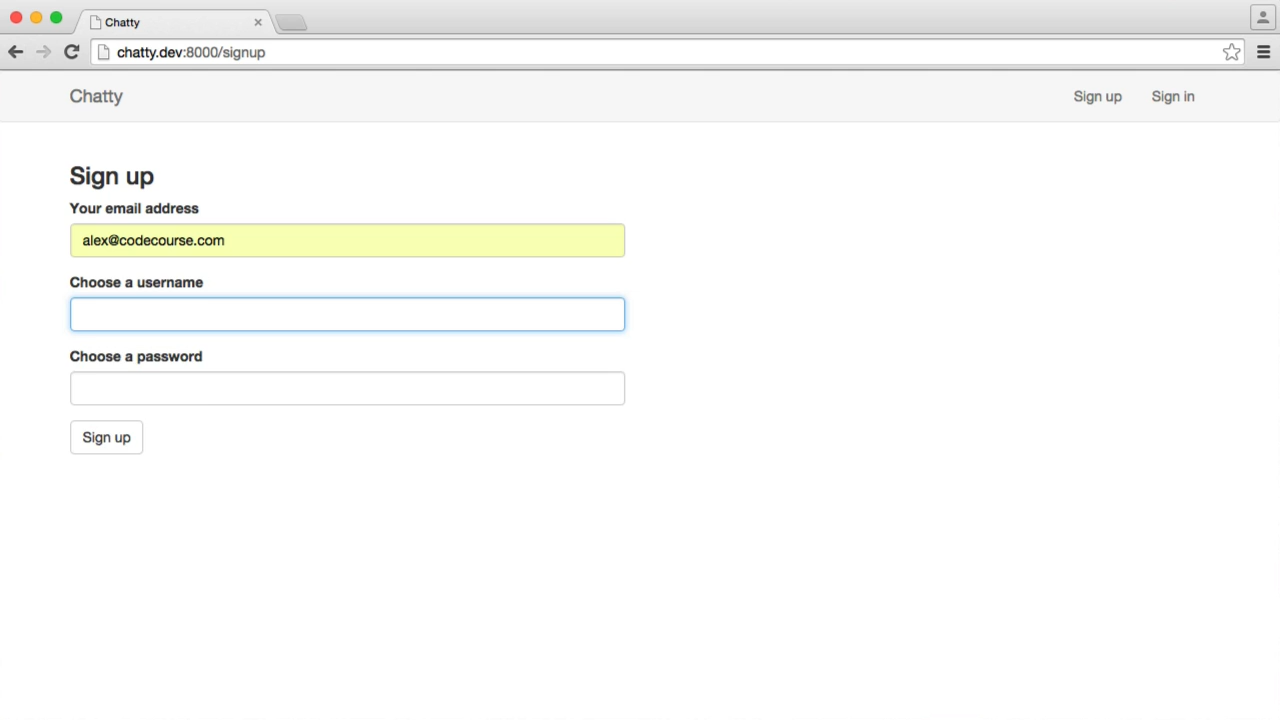 Chatty
chatty.dev:8000/signup
Chatty
Sign up
Sign in
Sign up
Your email address
alex@codecourse.com
Choose a username
Choose a password
Sign up